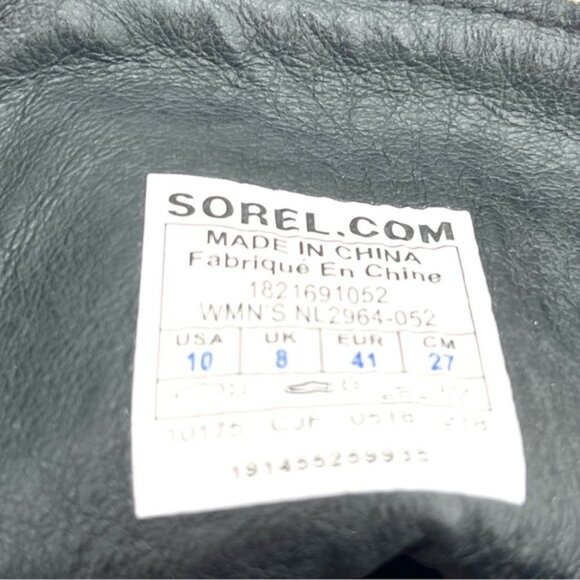 SOREL.COM
MADE IN CHINA
Fabriqué En Chine
1821691052
WMN'S NL2964-052
USA UK EUR CM
10 8 41 27
10175